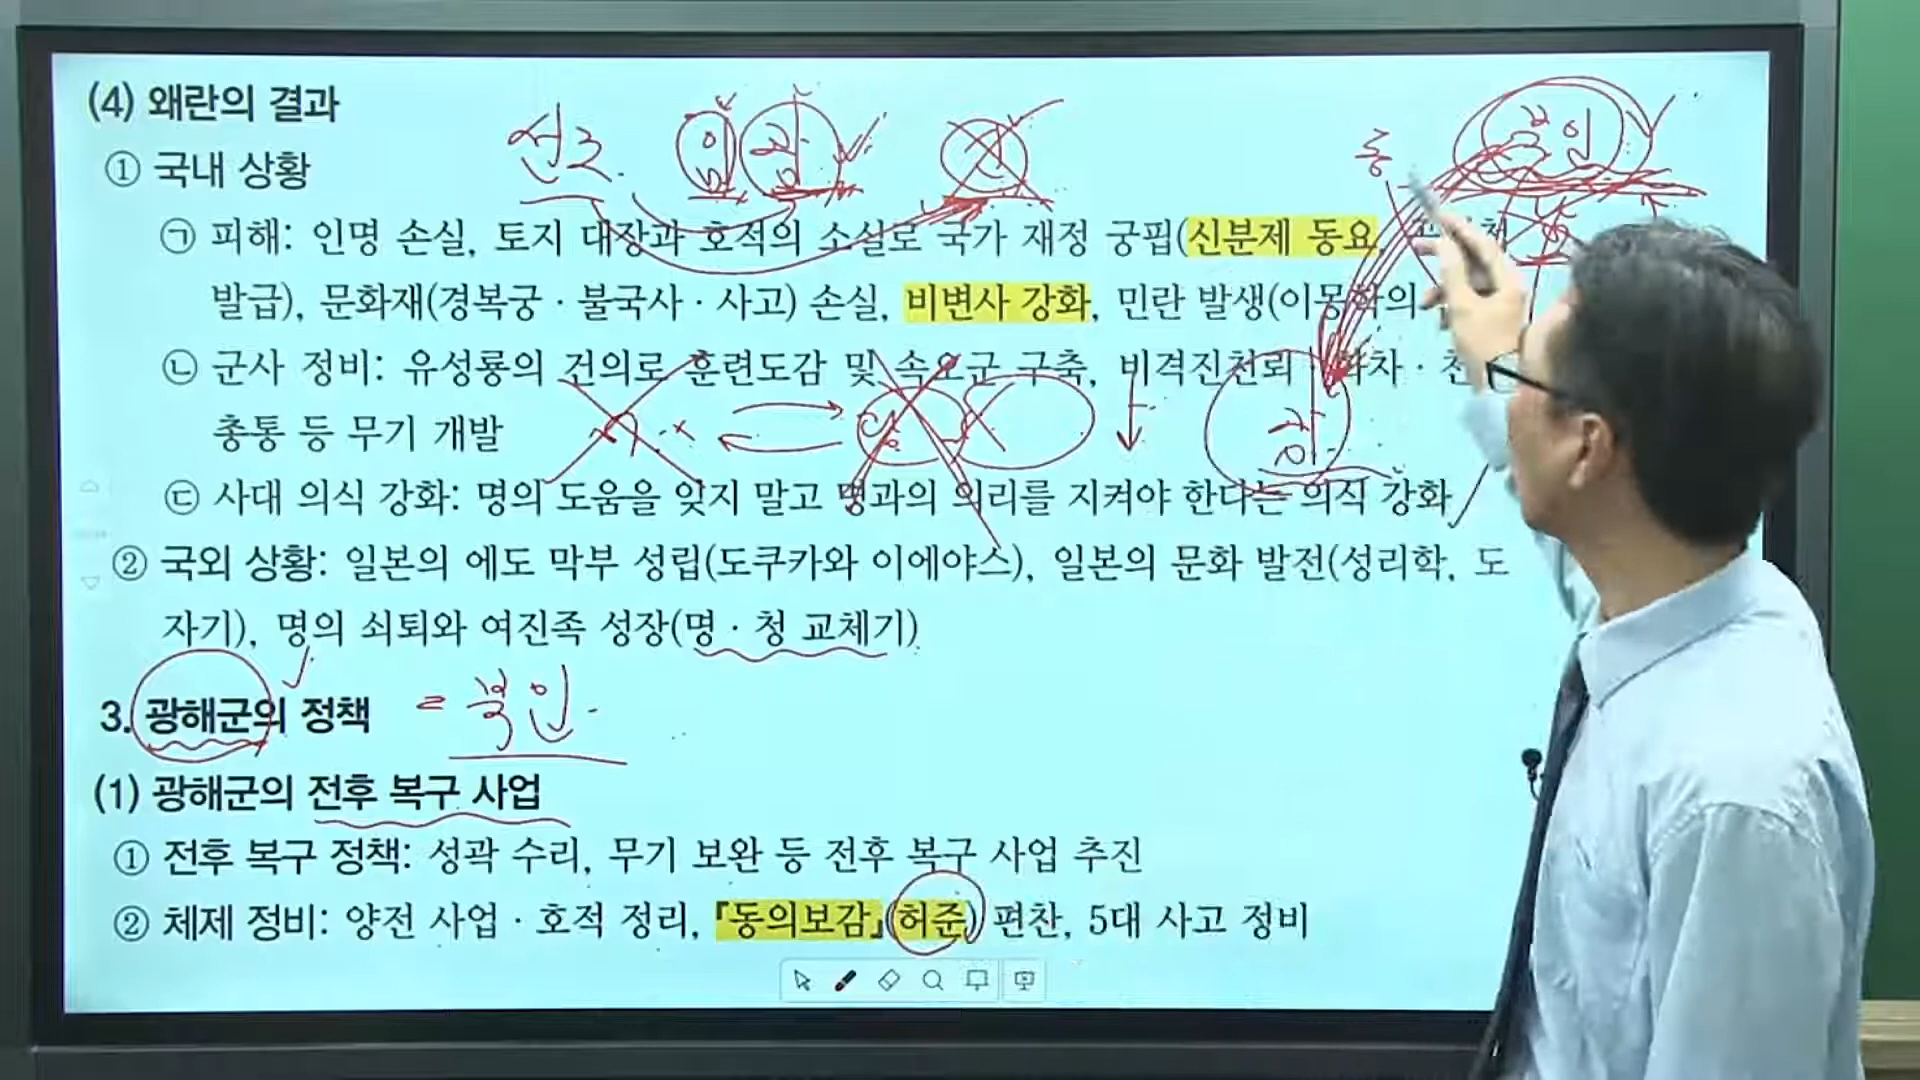 (4) 왜란의 결과
① 국내 상황
선조
㉠ 피해: 인명 손실, 토지 대장과 호적의 소실로 국가 재정 궁핍(신분제 동요,
발급), 문화재(경복궁 · 불국사 · 사고) 손실, 비변사 강화, 민란 발생(이몽학의
㉡ 군사 정비: 유성룡의 건의로 훈련도감 및 속오군 구축, 비격진천뢰 · 화차 · 천
총통 등 무기 개발
㉢ 사대 의식 강화: 명의 도움을 잊지 말고 명과의 의리를 지켜야 한다는 의식 강화
② 국외 상황: 일본의 에도 막부 성립(도쿠카와 이에야스), 일본의 문화 발전(성리학, 도
자기), 명의 쇠퇴와 여진족 성장(명 · 청 교체기)
3. 광해군의 정책 = 북인
(1) 광해군의 전후 복구 사업
① 전후 복구 정책: 성곽 수리, 무기 보완 등 전후 복구 사업 추진
② 체제 정비: 양전 사업 · 호적 정리, 『동의보감』(허준) 편찬, 5대 사고 정비